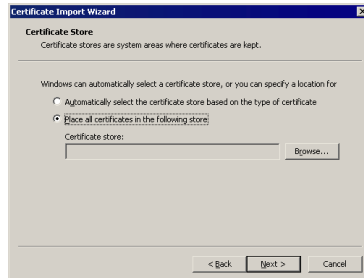 Certificate Import Wizard
Certificate Store
Certificate stores are system areas where certificates are kept.
Windows can automatically select a certificate store, or you can specify a location for
Automatically select the certificate store based on the type of certificate
Place all certificates in the following store
Certificate store:
Browse...
< Back Next > Cancel